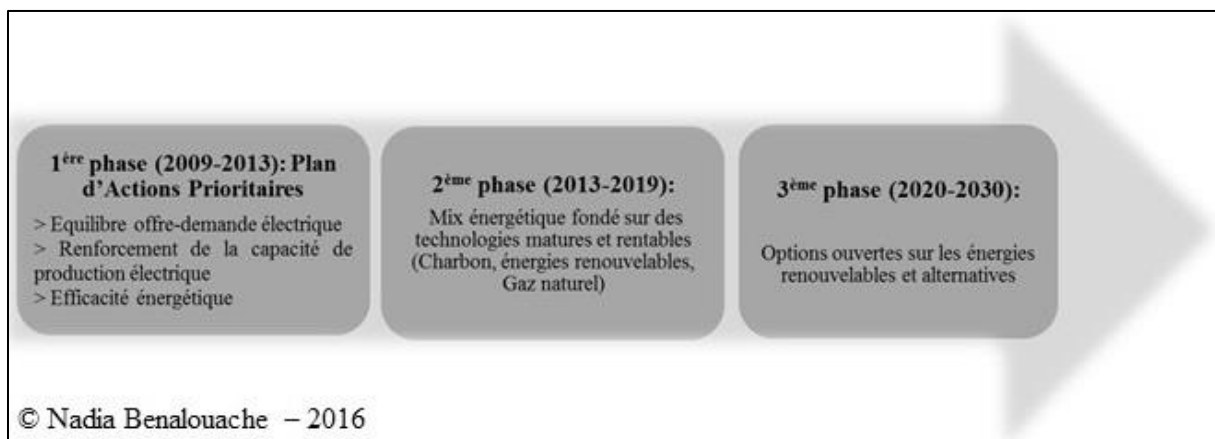 1ère phase (2009-2013): Plan
d'Actions Prioritaires
> Equilibre offre-demande électrique
> Renforcement de la capacité de
production électrique
> Efficacité énergétique
2ème phase (2013-2019):
Mix énergétique fondé sur des
technologies matures et rentables
(Charbon, énergies renouvelables,
Gaz naturel)
3ème phase (2020-2030):
Options ouvertes sur les énergies
renouvelables et alternatives
© Nadia Benalouache – 2016